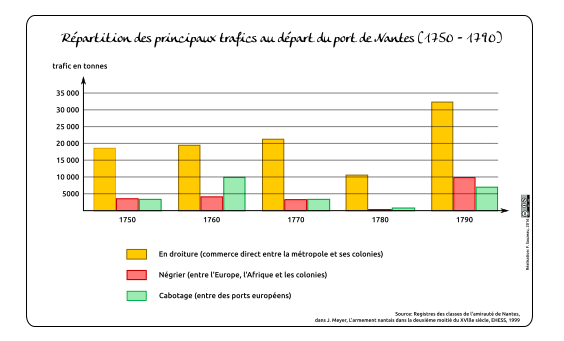 Répartition des principaux trafics au départ du port de Nantes (1750 - 1790)
trafic en tonnes
35 000
30 000
25 000
20 000
15 000
10 000
5000
1750 1760 1770 1780 1790
En droiture (commerce direct entre la métropole et ses colonies)
Négrier (entre l'Europe, l'Afrique et les colonies)
Cabotage (entre des ports européens)
Source: Registres des classes de l'amirauté de Nantes,
dans J. Meyer, L'armement nantais dans la deuxième moitié du XVIIIe siècle, EHESS, 1999